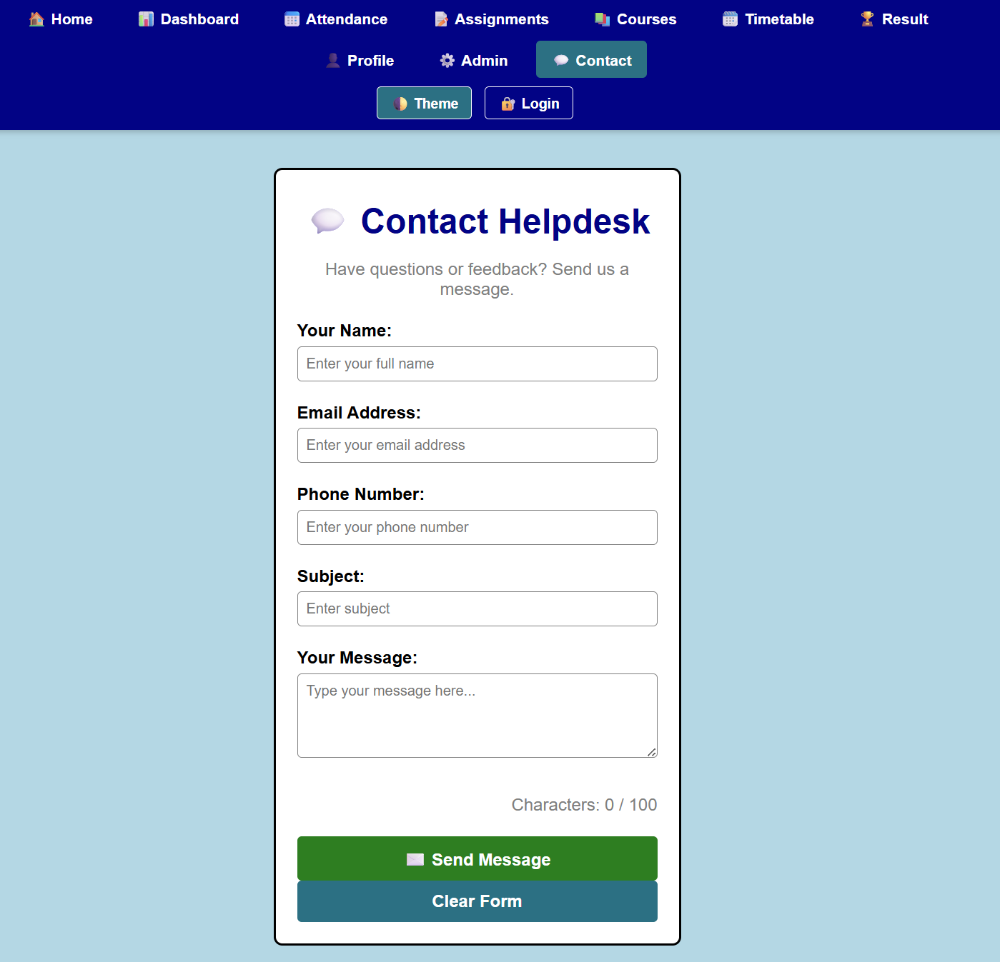 Home Dashboard Attendance Assignments Courses Timetable Result
Profile Admin Contact
Theme Login
Contact Helpdesk
Have questions or feedback? Send us a
message.
Your Name:
Enter your full name
Email Address:
Enter your email address
Phone Number:
Enter your phone number
Subject:
Enter subject
Your Message:
Type your message here...
Characters: 0 / 100
Send Message
Clear Form